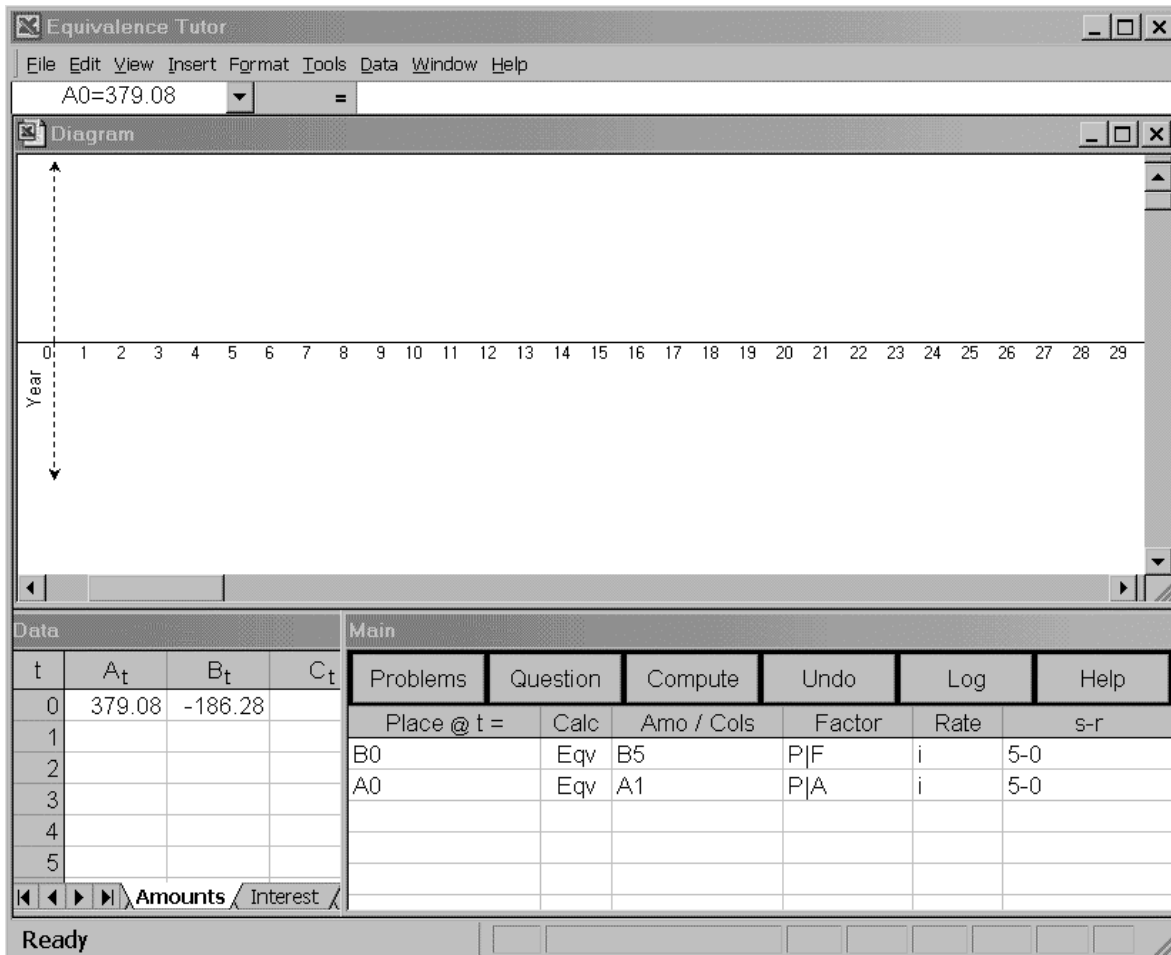 Equivalence Tutor
File Edit View Insert Format Tools Data Window Help
A0=379.08 =
Diagram
0 1 2 3 4 5 6 7 8 9 10 11 12 13 14 15 16 17 18 19 20 21 22 23 24 25 26 27 28 29
Year
Data
t At Bt Ct
0 379.08 -186.28
1
2
3
4
5
Amounts Interest
Main
Problems Question Compute Undo Log Help
Place @ t = Calc Amo / Cols Factor Rate s-r
B0 Eqv B5 P|F i 5-0
A0 Eqv A1 P|A i 5-0
Ready